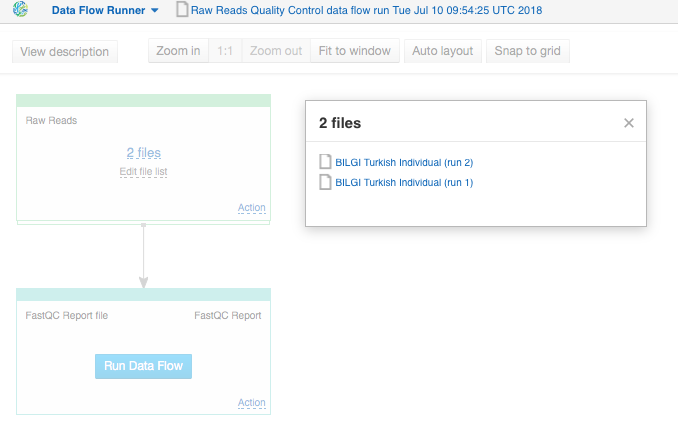 Data Flow Runner Raw Reads Quality Control data flow run Tue Jul 10 09:54:25 UTC 2018
View description Zoom in 1:1 Zoom out Fit to window Auto layout Snap to grid
Raw Reads
2 files
Edit file list
Action
2 files
BILGI Turkish Individual (run 2)
BILGI Turkish Individual (run 1)
FastQC Report file FastQC Report
Run Data Flow
Action